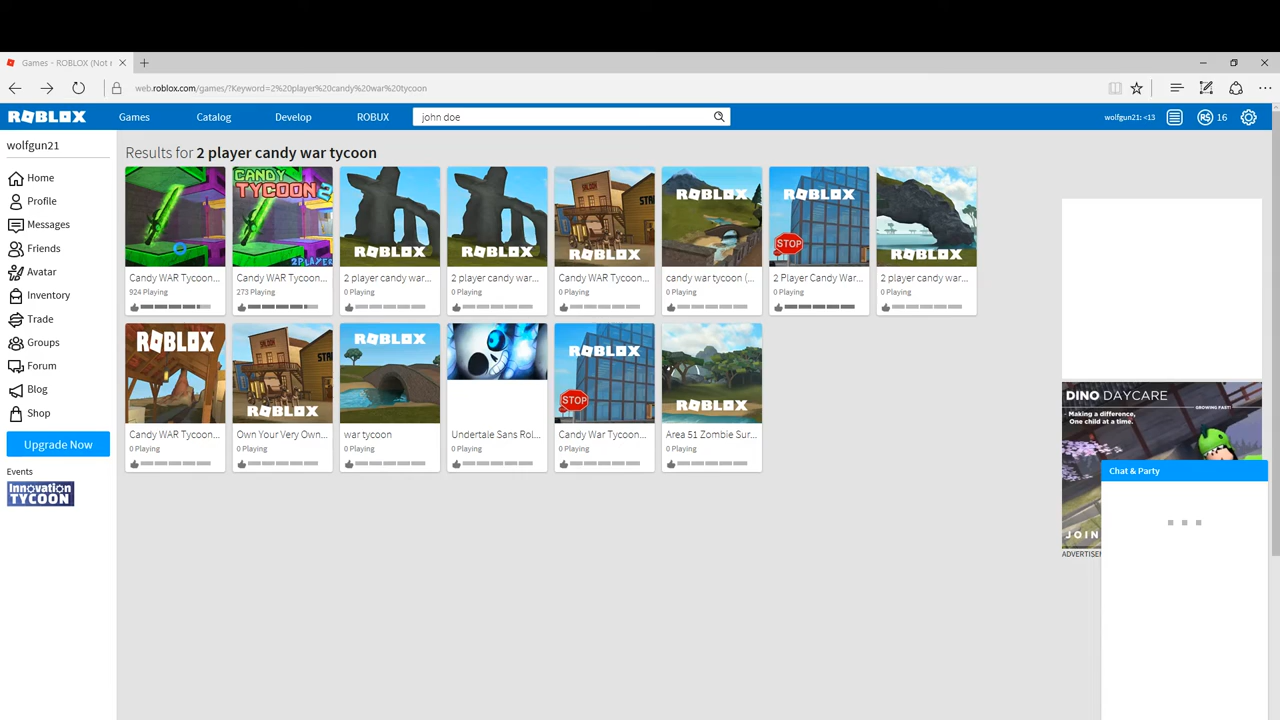 Games - ROBLOX (Not r
web.roblox.com/games/?Keyword=2%20player%20candy%20war%20tycoon
ROBLOX
Games
Catalog
Develop
ROBUX
john doe
wolfgun21: <13
R$ 16
wolfgun21
Home
Profile
Messages
Friends
Avatar
Inventory
Trade
Groups
Forum
Blog
Shop
Upgrade Now
Events
Innovation
TYCOON
Results for 2 player candy war tycoon
CANDY
TYCOON 2
2PLAYER
ROBLOX
ROBLOX
SALOON
ROBLOX
ROBLOX
ROBLOX
STOP
ROBLOX
Candy WAR Tycoon...
924 Playing
Candy WAR Tycoon...
273 Playing
2 player candy war...
0 Playing
2 player candy war...
0 Playing
Candy WAR Tycoon...
0 Playing
candy war tycoon (...
0 Playing
2 Player Candy War...
0 Playing
2 player candy war...
0 Playing
ROBLOX
SALOON
ROBLOX
ROBLOX
ROBLOX
STOP
ROBLOX
Candy WAR Tycoon...
0 Playing
Own Your Very Own...
0 Playing
war tycoon
0 Playing
Undertale Sans Rol...
0 Playing
Candy War Tycoon...
0 Playing
Area 51 Zombie Sur...
0 Playing
DINO DAYCARE
GROWING FAST!
- Making a difference,
One child at a time.
JOIN
ADVERTISE
Chat & Party